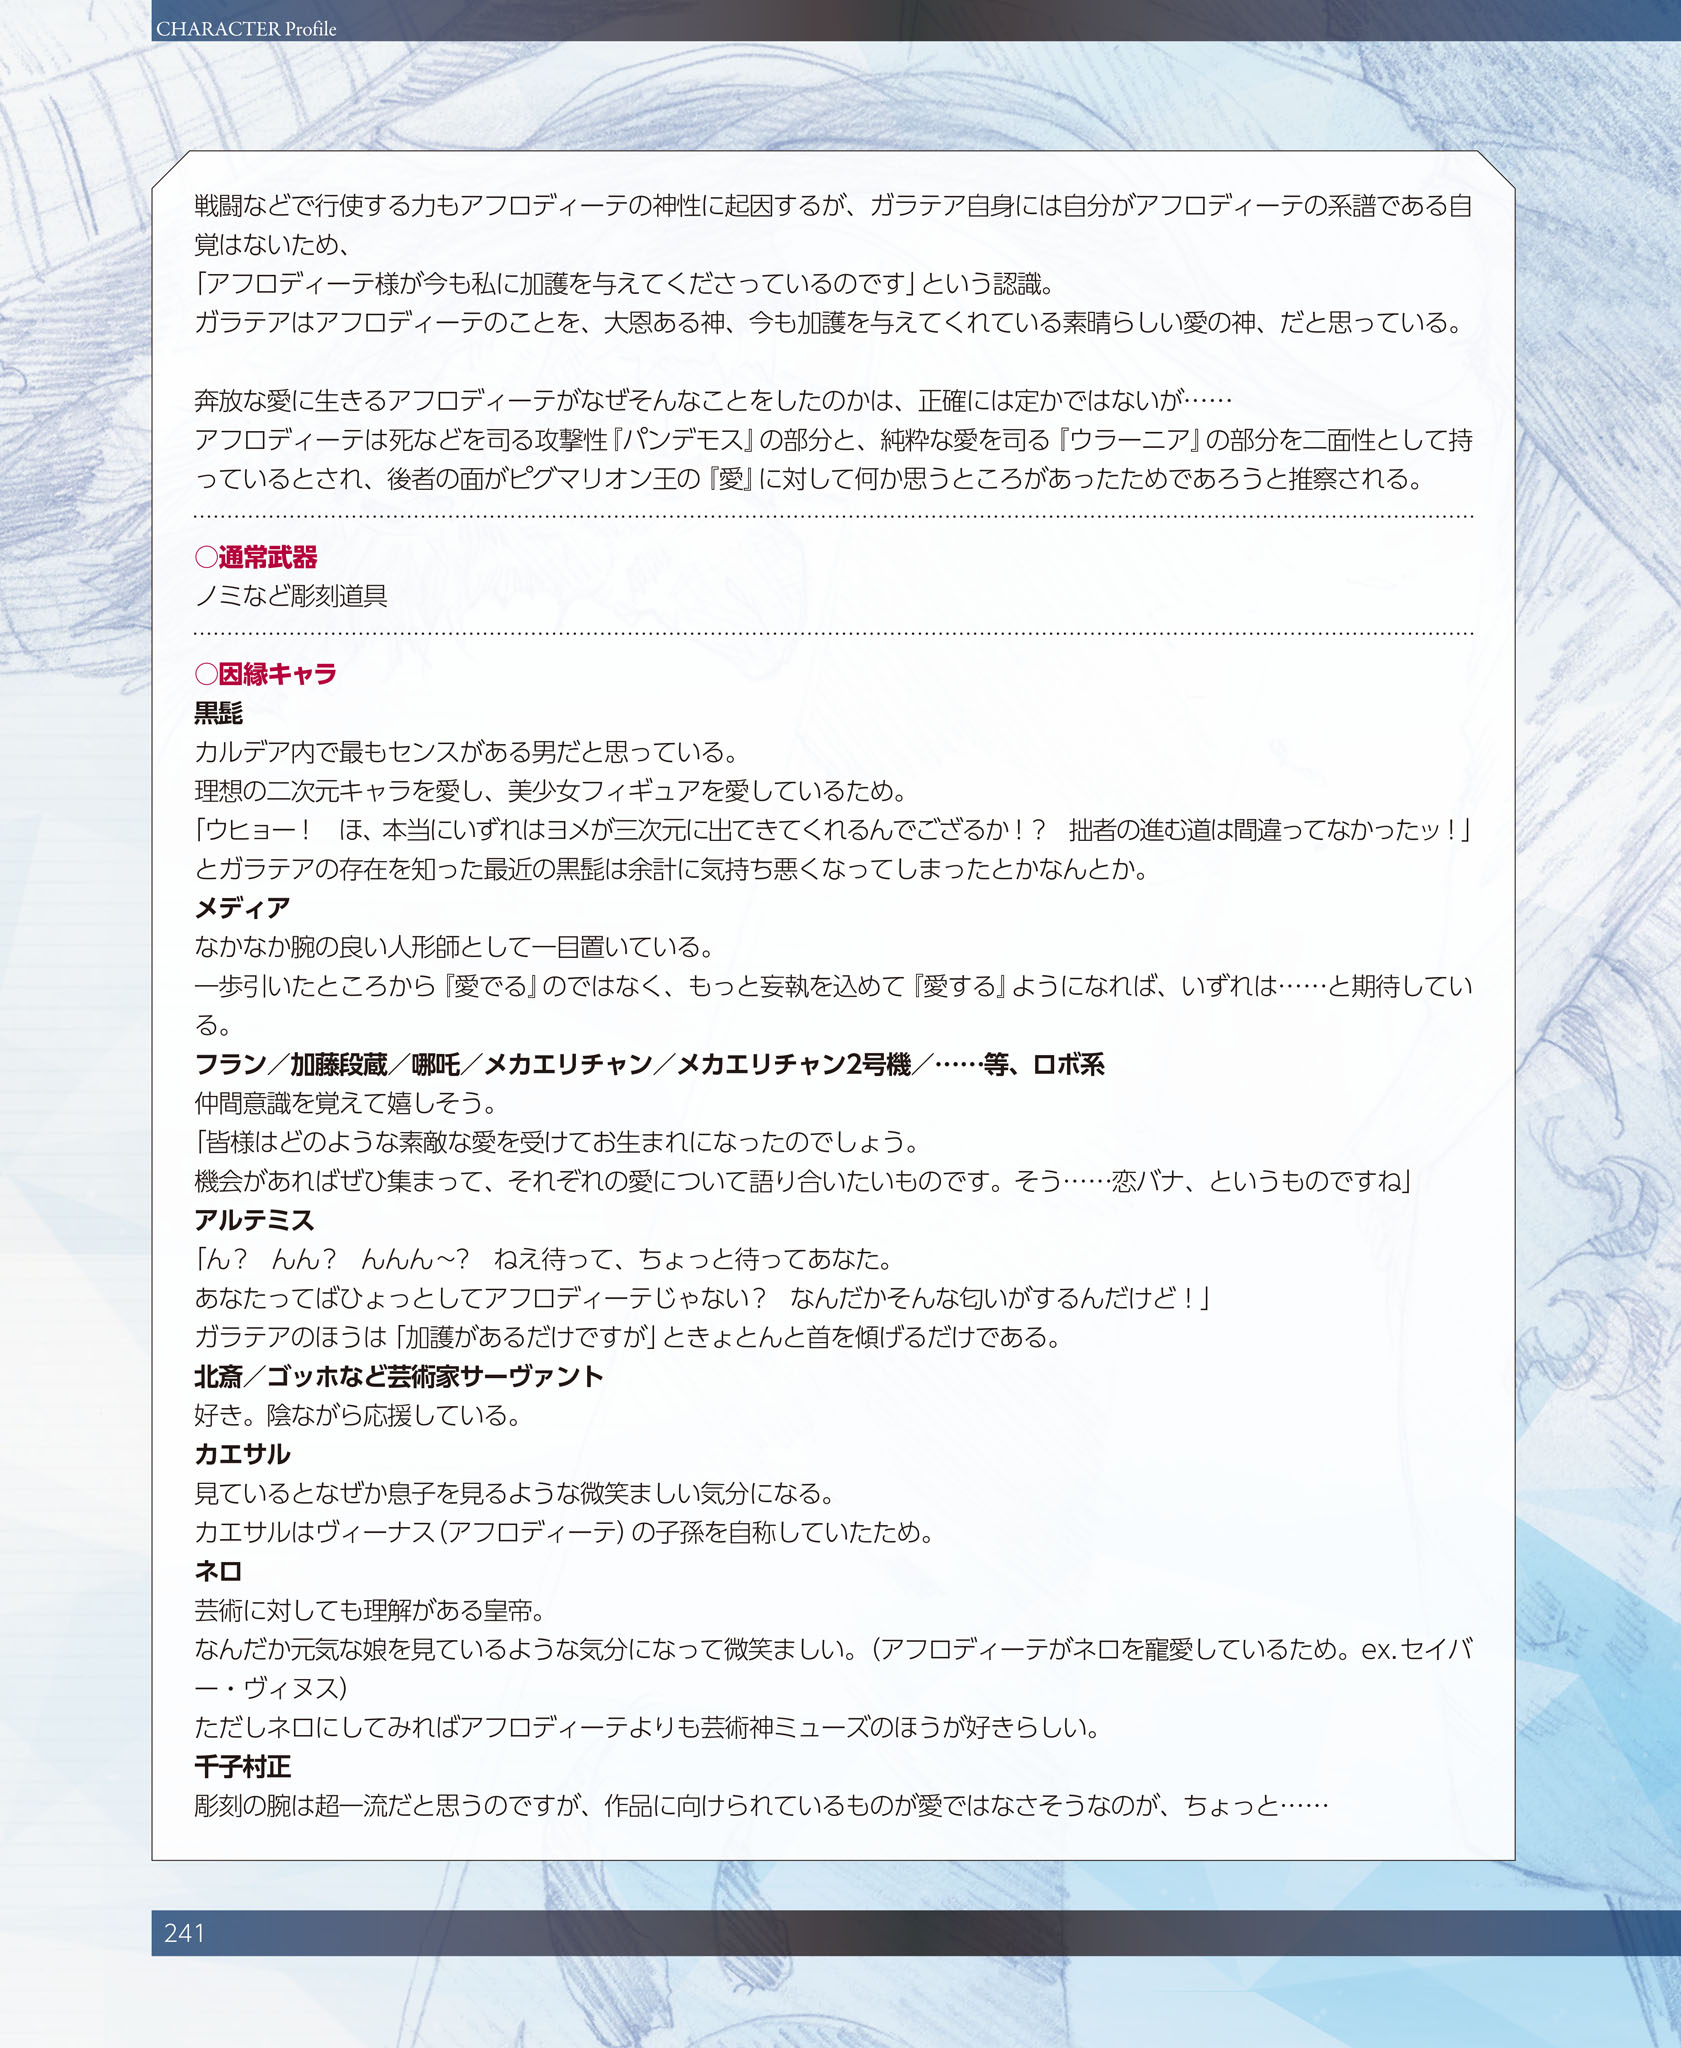 CHARACTER Profile
戦闘などで行使する力もアフロディーテの神性に起因するが、ガラテア自身には自分がアフロディーテの系譜である自
覚はないため、
「アフロディーテ様が今も私に加護を与えてくださっているのです」という認識。
ガラテアはアフロディーテのことを、大恩ある神、今も加護を与えてくれている素晴らしい愛の神、だと思っている。
奔放な愛に生きるアフロディーテがなぜそんなことをしたのかは、正確には定かではないが……
アフロディーテは死などを司る攻撃性『パンデモス』の部分と、純粋な愛を司る『ウラーニア』の部分を二面性として持
っているとされ、後者の面がピグマリオン王の『愛』に対して何か思うところがあったためであろうと推察される。
○通常武器
ノミなど彫刻道具
○因縁キャラ
黒髭
カルデア内で最もセンスがある男だと思っている。
理想の二次元キャラを愛し、美少女フィギュアを愛しているため。
「ウヒョー！　ほ、本当にいずれはヨメが三次元に出てきてくれるんでござるか！？　拙者の進む道は間違ってなかったッ！」
とガラテアの存在を知った最近の黒髭は余計に気持ち悪くなってしまったとかなんとか。
メディア
なかなか腕の良い人形師として一目置いている。
一歩引いたところから『愛でる』のではなく、もっと妄執を込めて『愛する』ようになれば、いずれは……と期待してい
る。
フラン／加藤段蔵／哪吒／メカエリチャン／メカエリチャン2号機／……等、ロボ系
仲間意識を覚えて嬉しそう。
「皆様はどのような素敵な愛を受けてお生まれになったのでしょう。
機会があればぜひ集まって、それぞれの愛について語り合いたいものです。そう……恋バナ、というものですね」
アルテミス
「ん？　んん？　んんん～？　ねえ待って、ちょっと待ってあなた。
あなたってばひょっとしてアフロディーテじゃない？　なんだかそんな匂いがするんだけど！」
ガラテアのほうは「加護があるだけですが」ときょとんと首を傾げるだけである。
北斎／ゴッホなど芸術家サーヴァント
好き。陰ながら応援している。
カエサル
見ているとなぜか息子を見るような微笑ましい気分になる。
カエサルはヴィーナス（アフロディーテ）の子孫を自称していたため。
ネロ
芸術に対しても理解がある皇帝。
なんだか元気な娘を見ているような気分になって微笑ましい。（アフロディーテがネロを寵愛しているため。ex.セイバ
ー・ヴィヌス）
ただしネロにしてみればアフロディーテよりも芸術神ミューズのほうが好きらしい。
千子村正
彫刻の腕は超一流だと思うのですが、作品に向けられているものが愛ではなさそうなのが、ちょっと……
241